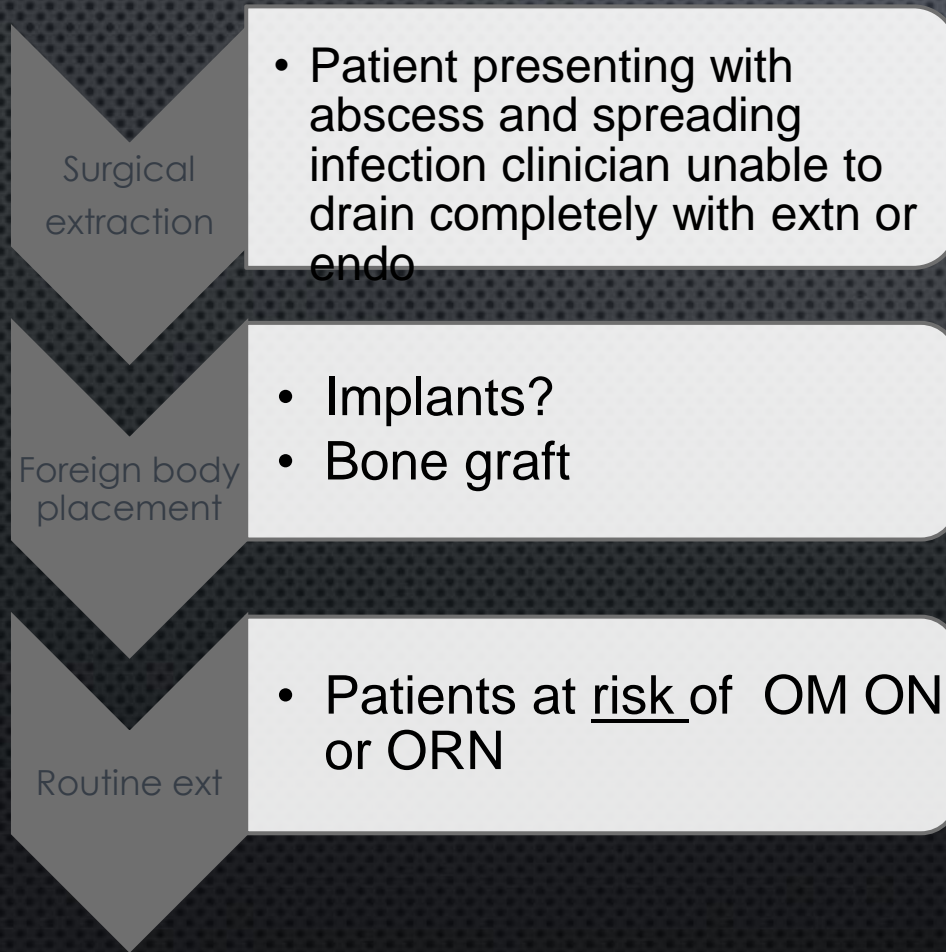 Surgical
extraction
• Patient presenting with
abscess and spreading
infection clinician unable to
drain completely with extn or
endo
Foreign body
placement
• Implants?
• Bone graft
Routine ext
• Patients at risk of OM ON
or ORN